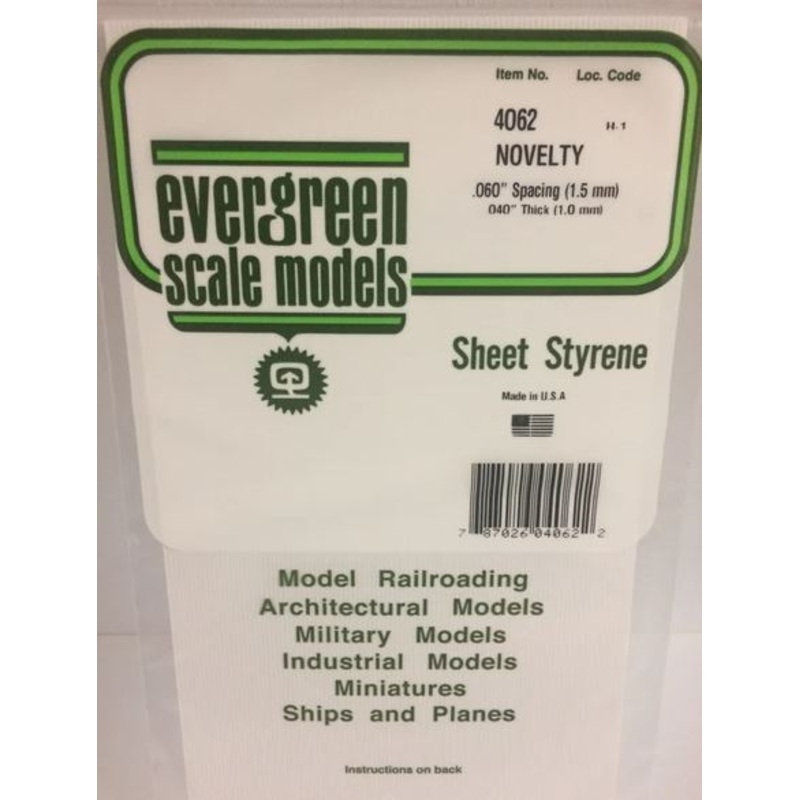 Item No. Loc. Code
4062 H-1
NOVELTY
.060" Spacing (1.5 mm)
.040" Thick (1.0 mm)
evergreen
scale models
Sheet Styrene
Made in U.S.A
7 87026 04062 2
Model Railroading
Architectural Models
Military Models
Industrial Models
Miniatures
Ships and Planes
Instructions on back